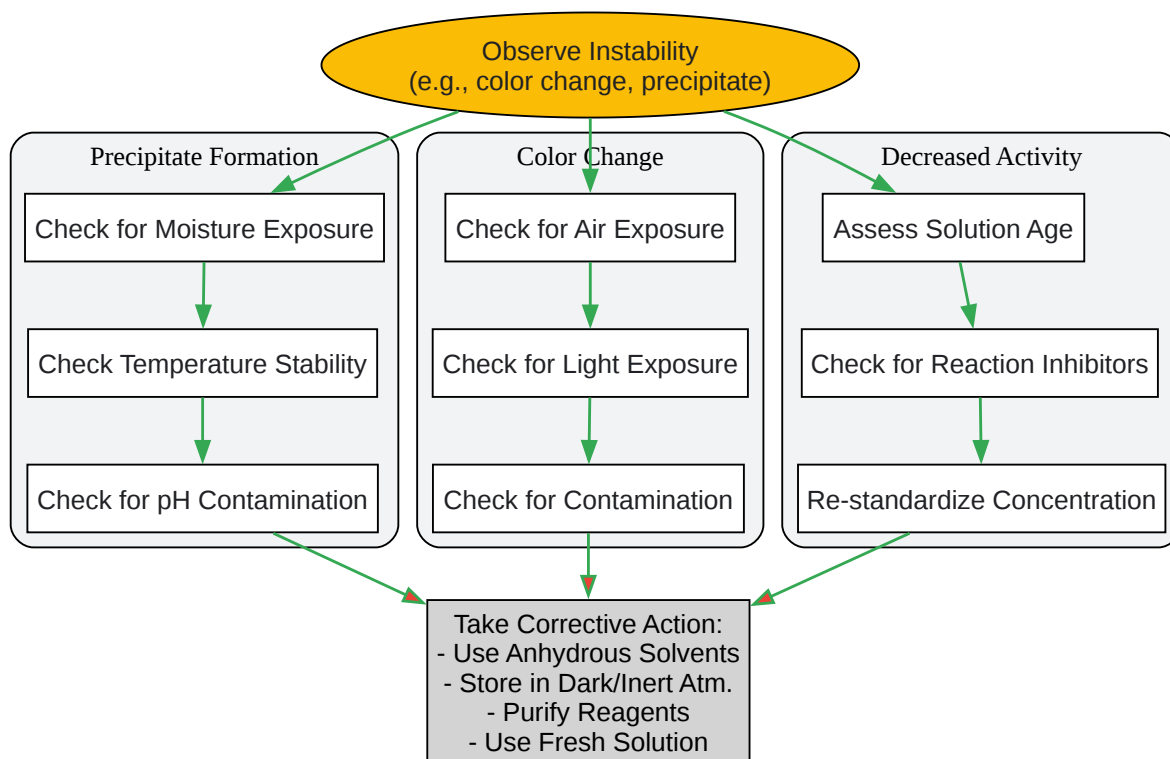 Observe Instability
(e.g., color change, precipitate)
Precipitate Formation
Check for Moisture Exposure
Check Temperature Stability
Check for pH Contamination
Color Change
Check for Air Exposure
Check for Light Exposure
Check for Contamination
Decreased Activity
Assess Solution Age
Check for Reaction Inhibitors
Re-standardize Concentration
Take Corrective Action:
- Use Anhydrous Solvents
- Store in Dark/Inert Atm.
- Purify Reagents
- Use Fresh Solution